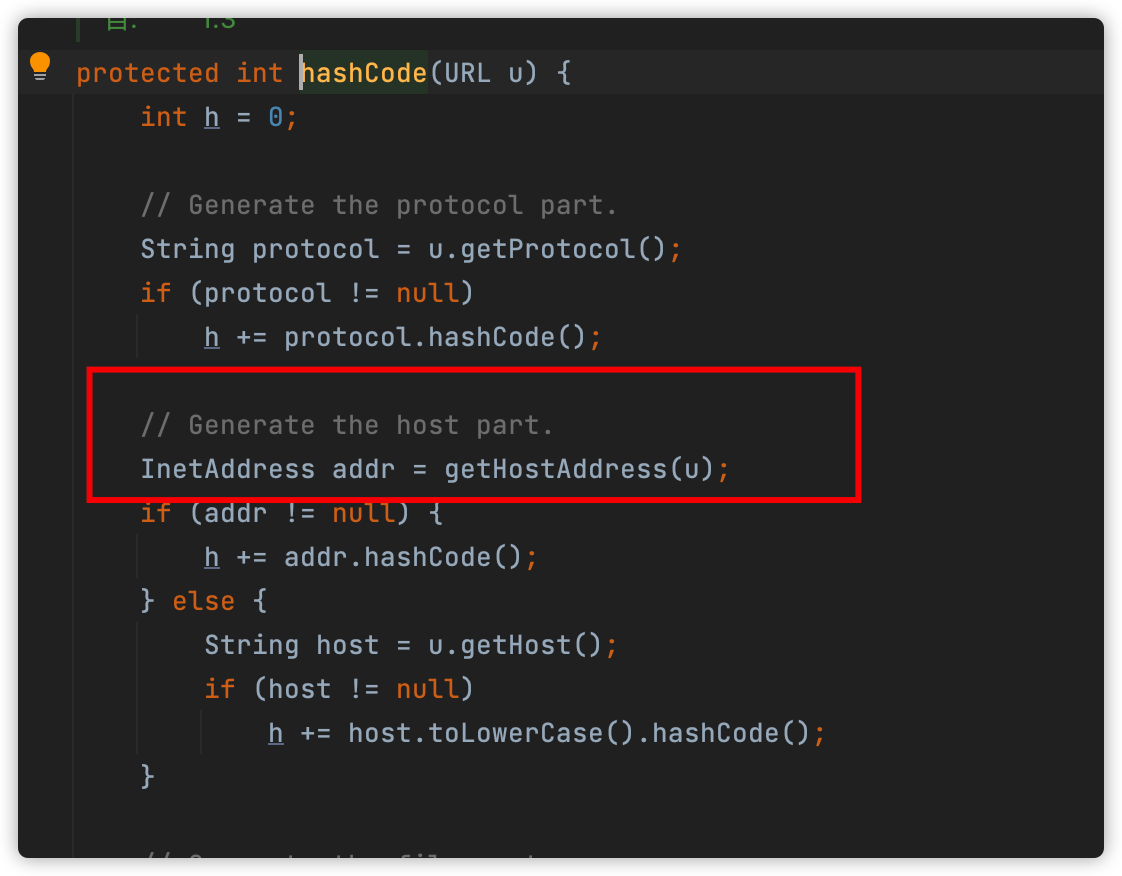 自: 1.3
protected int hashCode(URL u) {
int h = 0;
// Generate the protocol part.
String protocol = u.getProtocol();
if (protocol != null)
h += protocol.hashCode();
// Generate the host part.
InetAddress addr = getHostAddress(u);
if (addr != null) {
h += addr.hashCode();
} else {
String host = u.getHost();
if (host != null)
h += host.toLowerCase().hashCode();
}